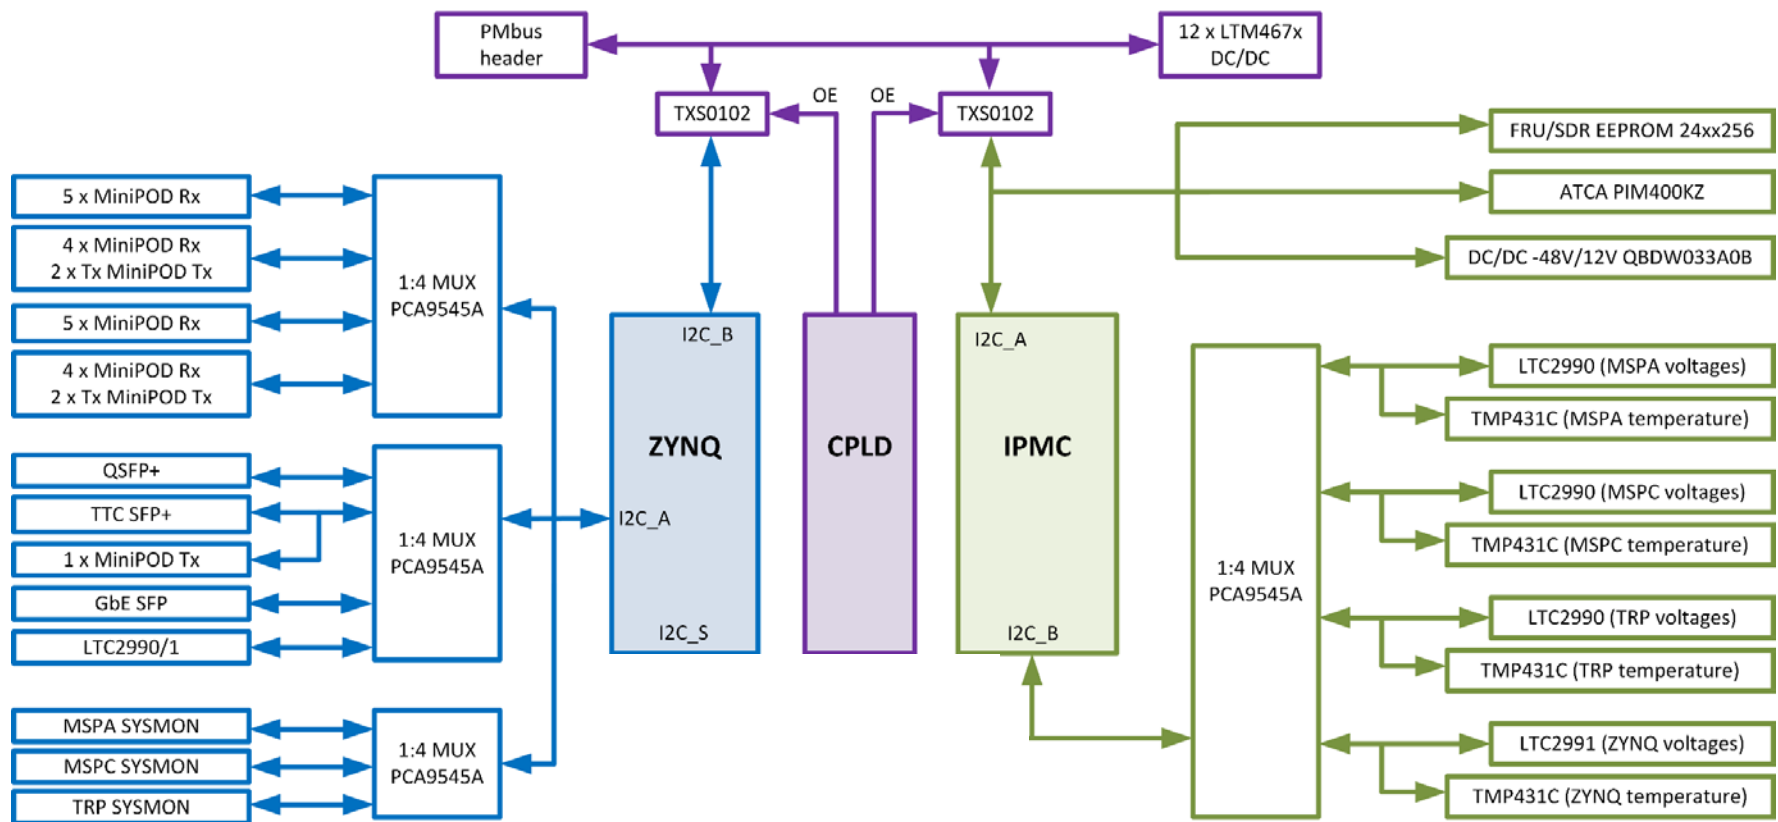 PMbus
header
12 x LTM467x
DC/DC
TXS0102
OE
OE
TXS0102
FRU/SDR EEPROM 24xx256
ATCA PIM400KZ
DC/DC -48V/12V QBDW033A0B
5 x MiniPOD Rx
4 x MiniPOD Rx
2 x Tx MiniPOD Tx
5 x MiniPOD Rx
4 x MiniPOD Rx
2 x Tx MiniPOD Tx
1:4 MUX
PCA9545A
QSFP+
TTC SFP+
1 x MiniPOD Tx
GbE SFP
LTC2990/1
1:4 MUX
PCA9545A
MSPA SYSMON
MSPC SYSMON
TRP SYSMON
1:4 MUX
PCA9545A
I2C_B
ZYNQ
I2C_A
I2C_S
CPLD
I2C_A
IPMC
I2C_B
1:4 MUX
PCA9545A
LTC2990 (MSPA voltages)
TMP431C (MSPA temperature)
LTC2990 (MSPC voltages)
TMP431C (MSPC temperature)
LTC2990 (TRP voltages)
TMP431C (TRP temperature)
LTC2991 (ZYNQ voltages)
TMP431C (ZYNQ temperature)